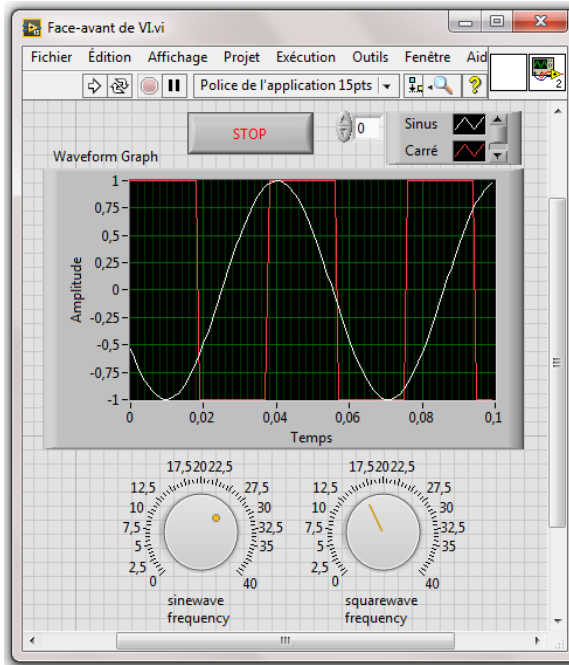 Face-avant de VI.vi
Fichier Édition Affichage Projet Exécution Outils Fenêtre Aid
Police de l'application 15pts
2
STOP
0
Sinus
Carré
Waveform Graph
Amplitude
1
0,75
0,5
0,25
0
-0,25
-0,5
-0,75
-1
0 0,02 0,04 0,06 0,08 0,1
Temps
0 2,5 5 7,5 10 12,5 17,5 20 22,5 27,5 30 32,5 35 40
sinewave
frequency
0 2,5 5 7,5 10 12,5 17,5 20 22,5 27,5 30 32,5 35 40
squarewave
frequency